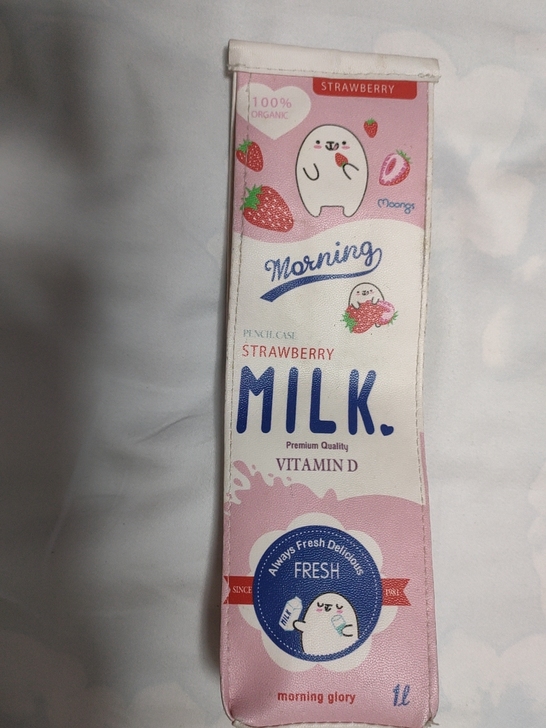 STRAWBERRY
100%
ORGANIC
Moongs
Morning
PENCIL CASE
STRAWBERRY
MILK.
Premium Quality
VITAMIN D
Always Fresh Delicious
FRESH
SINCE 1981
MILK
morning glory
1ℓ